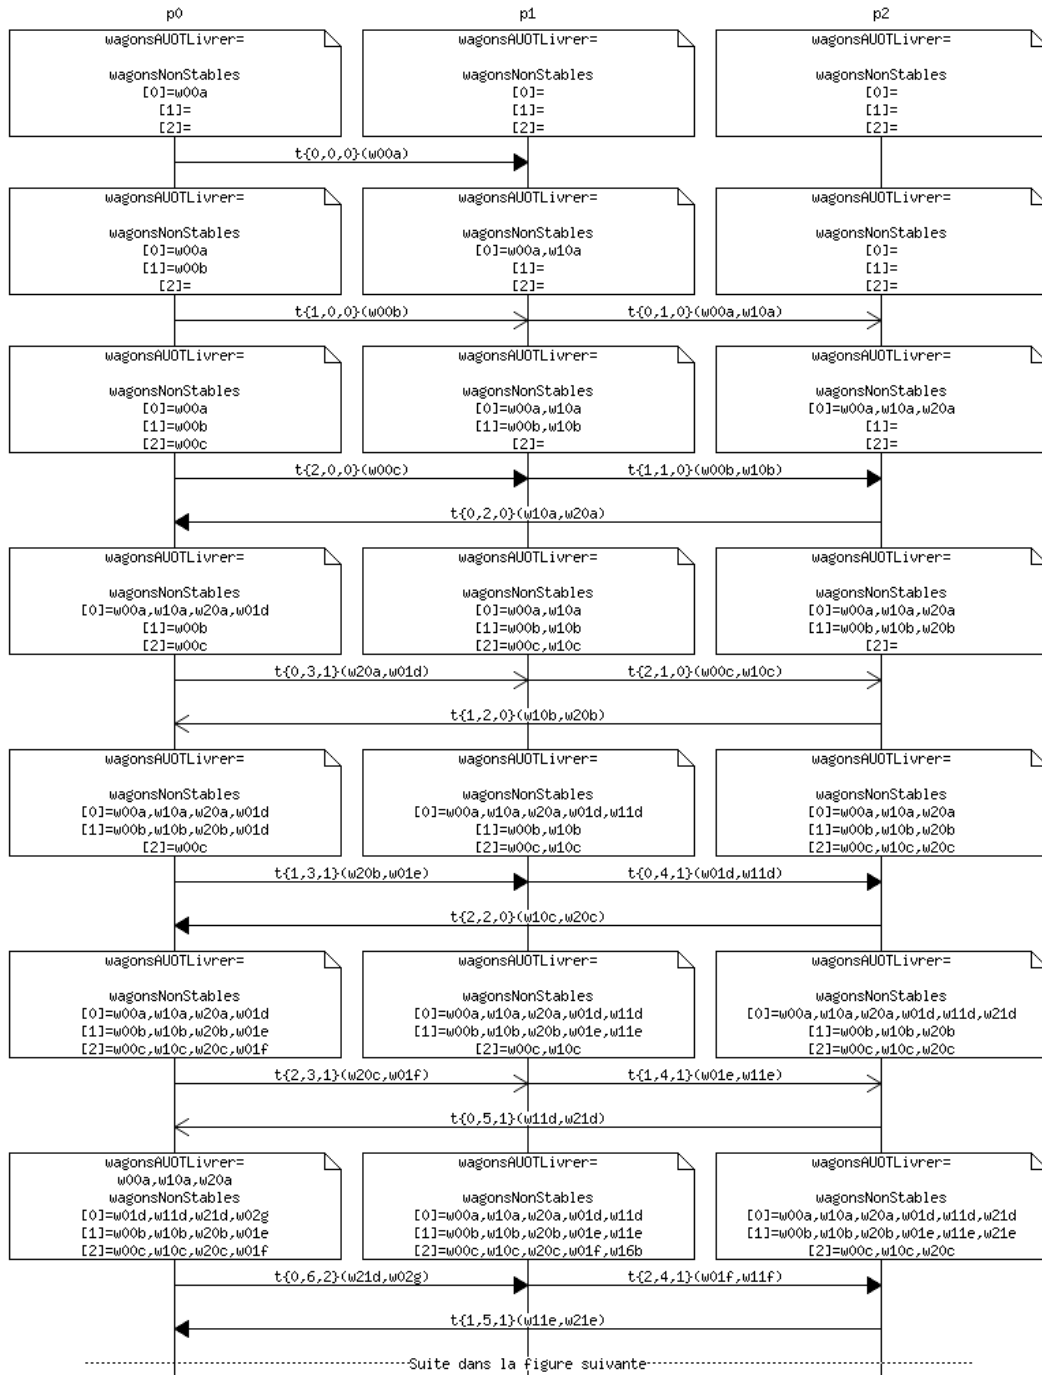 p0
p1
p2
wagonsAUOTLivrer=
wagonsNonStables
[0]=w00a
[1]=
[2]=
wagonsAUOTLivrer=
wagonsNonStables
[0]=
[1]=
[2]=
wagonsAUOTLivrer=
wagonsNonStables
[0]=
[1]=
[2]=
t{0,0,0}(w00a)
wagonsAUOTLivrer=
wagonsNonStables
[0]=w00a
[1]=w00b
[2]=
wagonsAUOTLivrer=
wagonsNonStables
[0]=w00a,w10a
[1]=
[2]=
wagonsAUOTLivrer=
wagonsNonStables
[0]=
[1]=
[2]=
t{1,0,0}(w00b)
t{0,1,0}(w00a,w10a)
wagonsAUOTLivrer=
wagonsNonStables
[0]=w00a
[1]=w00b
[2]=w00c
wagonsAUOTLivrer=
wagonsNonStables
[0]=w00a,w10a
[1]=w00b,w10b
[2]=
wagonsAUOTLivrer=
wagonsNonStables
[0]=w00a,w10a,w20a
[1]=
[2]=
t{2,0,0}(w00c)
t{1,1,0}(w00b,w10b)
t{0,2,0}(w10a,w20a)
wagonsAUOTLivrer=
wagonsNonStables
[0]=w00a,w10a,w20a,w01d
[1]=w00b
[2]=w00c
wagonsAUOTLivrer=
wagonsNonStables
[0]=w00a,w10a
[1]=w00b,w10b
[2]=w00c,w10c
wagonsAUOTLivrer=
wagonsNonStables
[0]=w00a,w10a,w20a
[1]=w00b,w10b,w20b
[2]=
t{0,3,1}(w20a,w01d)
t{2,1,0}(w00c,w10c)
t{1,2,0}(w10b,w20b)
wagonsAUOTLivrer=
wagonsNonStables
[0]=w00a,w10a,w20a,w01d
[1]=w00b,w10b,w20b,w01d
[2]=w00c
wagonsAUOTLivrer=
wagonsNonStables
[0]=w00a,w10a,w20a,w01d,w11d
[1]=w00b,w10b
[2]=w00c,w10c
wagonsAUOTLivrer=
wagonsNonStables
[0]=w00a,w10a,w20a
[1]=w00b,w10b,w20b
[2]=w00c,w10c,w20c
t{1,3,1}(w20b,w01e)
t{0,4,1}(w01d,w11d)
t{2,2,0}(w10c,w20c)
wagonsAUOTLivrer=
wagonsNonStables
[0]=w00a,w10a,w20a,w01d
[1]=w00b,w10b,w20b,w01e
[2]=w00c,w10c,w20c,w01f
wagonsAUOTLivrer=
wagonsNonStables
[0]=w00a,w10a,w20a,w01d,w11d
[1]=w00b,w10b,w20b,w01e,w11e
[2]=w00c,w10c
wagonsAUOTLivrer=
wagonsNonStables
[0]=w00a,w10a,w20a,w01d,w11d,w21d
[1]=w00b,w10b,w20b
[2]=w00c,w10c,w20c
t{2,3,1}(w20c,w01f)
t{1,4,1}(w01e,w11e)
t{0,5,1}(w11d,w21d)
wagonsAUOTLivrer=
w00a,w10a,w20a
wagonsNonStables
[0]=w01d,w11d,w21d,w02g
[1]=w00b,w10b,w20b,w01e
[2]=w00c,w10c,w20c,w01f
wagonsAUOTLivrer=
wagonsNonStables
[0]=w00a,w10a,w20a,w01d,w11d
[1]=w00b,w10b,w20b,w01e,w11e
[2]=w00c,w10c,w20c,w01f,w16b
wagonsAUOTLivrer=
wagonsNonStables
[0]=w00a,w10a,w20a,w01d,w11d,w21d
[1]=w00b,w10b,w20b,w01e,w11e,w21e
[2]=w00c,w10c,w20c
t{0,6,2}(w21d,w02g)
t{2,4,1}(w01f,w11f)
t{1,5,1}(w11e,w21e)
Suite dans la figure suivante